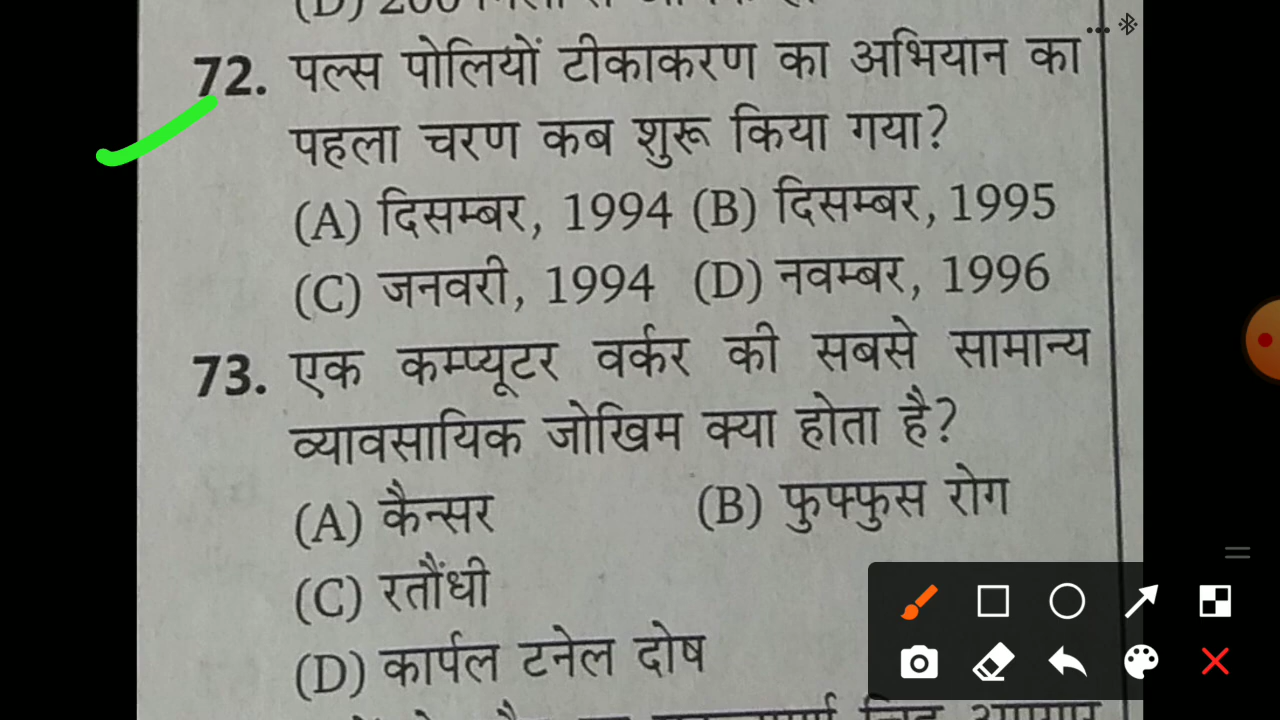 72. पल्स पोलियों टीकाकरण का अभियान का
पहला चरण कब शुरू किया गया?
(A) दिसम्बर, 1994 (B) दिसम्बर, 1995
(C) जनवरी, 1994 (D) नवम्बर, 1996
73. एक कम्प्यूटर वर्कर की सबसे सामान्य
व्यावसायिक जोखिम क्या होता है?
(A) कैन्सर (B) फुफ्फुस रोग
(C) रतौंधी
(D) कार्पल टनेल दोष